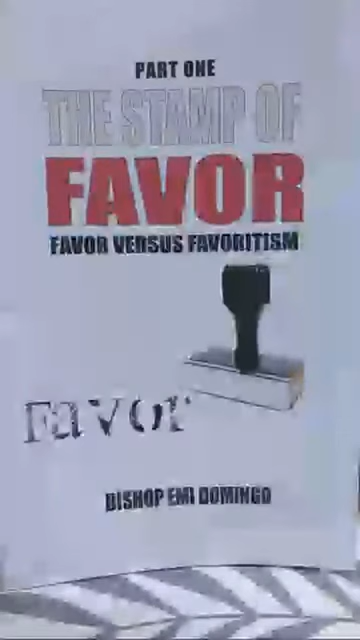 PART ONE
THE STAMP OF
FAVOR
FAVOR VERSUS FAVORITISM
Favor
BISHOP EMI DOMINGO